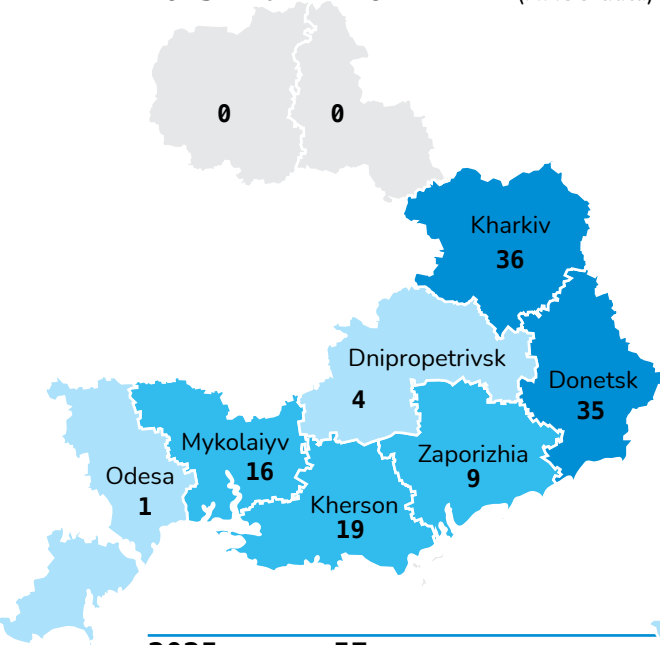 0
0
Kharkiv
36
Dnipropetrivsk
4
Donetsk
35
Mykolaiyv
16
Zaporizhia
9
Odesa
1
Kherson
19